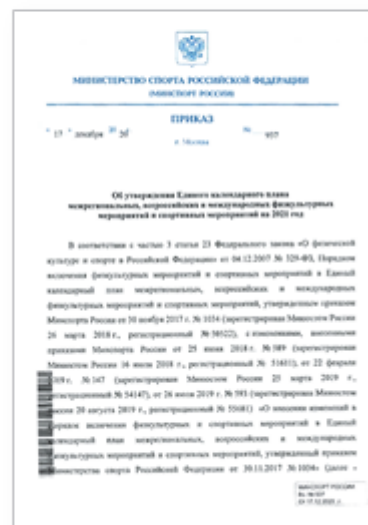 МИНИСТЕРСТВО СПОРТА РОССИЙСКОЙ ФЕДЕРАЦИИ
(МИНСПОРТ РОССИИ)
ПРИКАЗ
" 17 " декабря 20 20 № 937
г. Москва
Об утверждении Единого календарного плана
межрегиональных, всероссийских и международных физкультурных
мероприятий и спортивных мероприятий на 2021 год
В соответствии с частью 3 статьи 23 Федерального закона «О физической
культуре и спорте в Российской Федерации» от 04.12.2007 № 329-ФЗ, Порядком
включения физкультурных мероприятий и спортивных мероприятий в Единый
календарный план межрегиональных, всероссийских и международных
физкультурных мероприятий и спортивных мероприятий, утвержденным приказом
Минспорта России от 30 ноября 2017 г. № 1034 (зарегистрирован Минюстом России
26 марта 2018 г., регистрационный № 50522), с изменениями, внесенными
приказами Минспорта России от 25 июня 2018 г. № 589 (зарегистрирован
Минюстом России 16 июля 2018 г., регистрационный № 51611), от 22 февраля
2019 г. № 147 (зарегистрирован Минюстом России 25 марта 2019 г.,
регистрационный № 54147), от 26 июля 2019 г. № 593 (зарегистрирован Минюстом
России 20 августа 2019 г., регистрационный № 55681) «О внесении изменений в
порядок включения физкультурных и спортивных мероприятий в Единый
календарный план межрегиональных, всероссийских и международных
физкультурных мероприятий и спортивных мероприятий, утвержденный приказом
Министерства спорта Российской Федерации от 30.11.2017 № 1034» (далее –
МИНСПОРТ РОССИИ